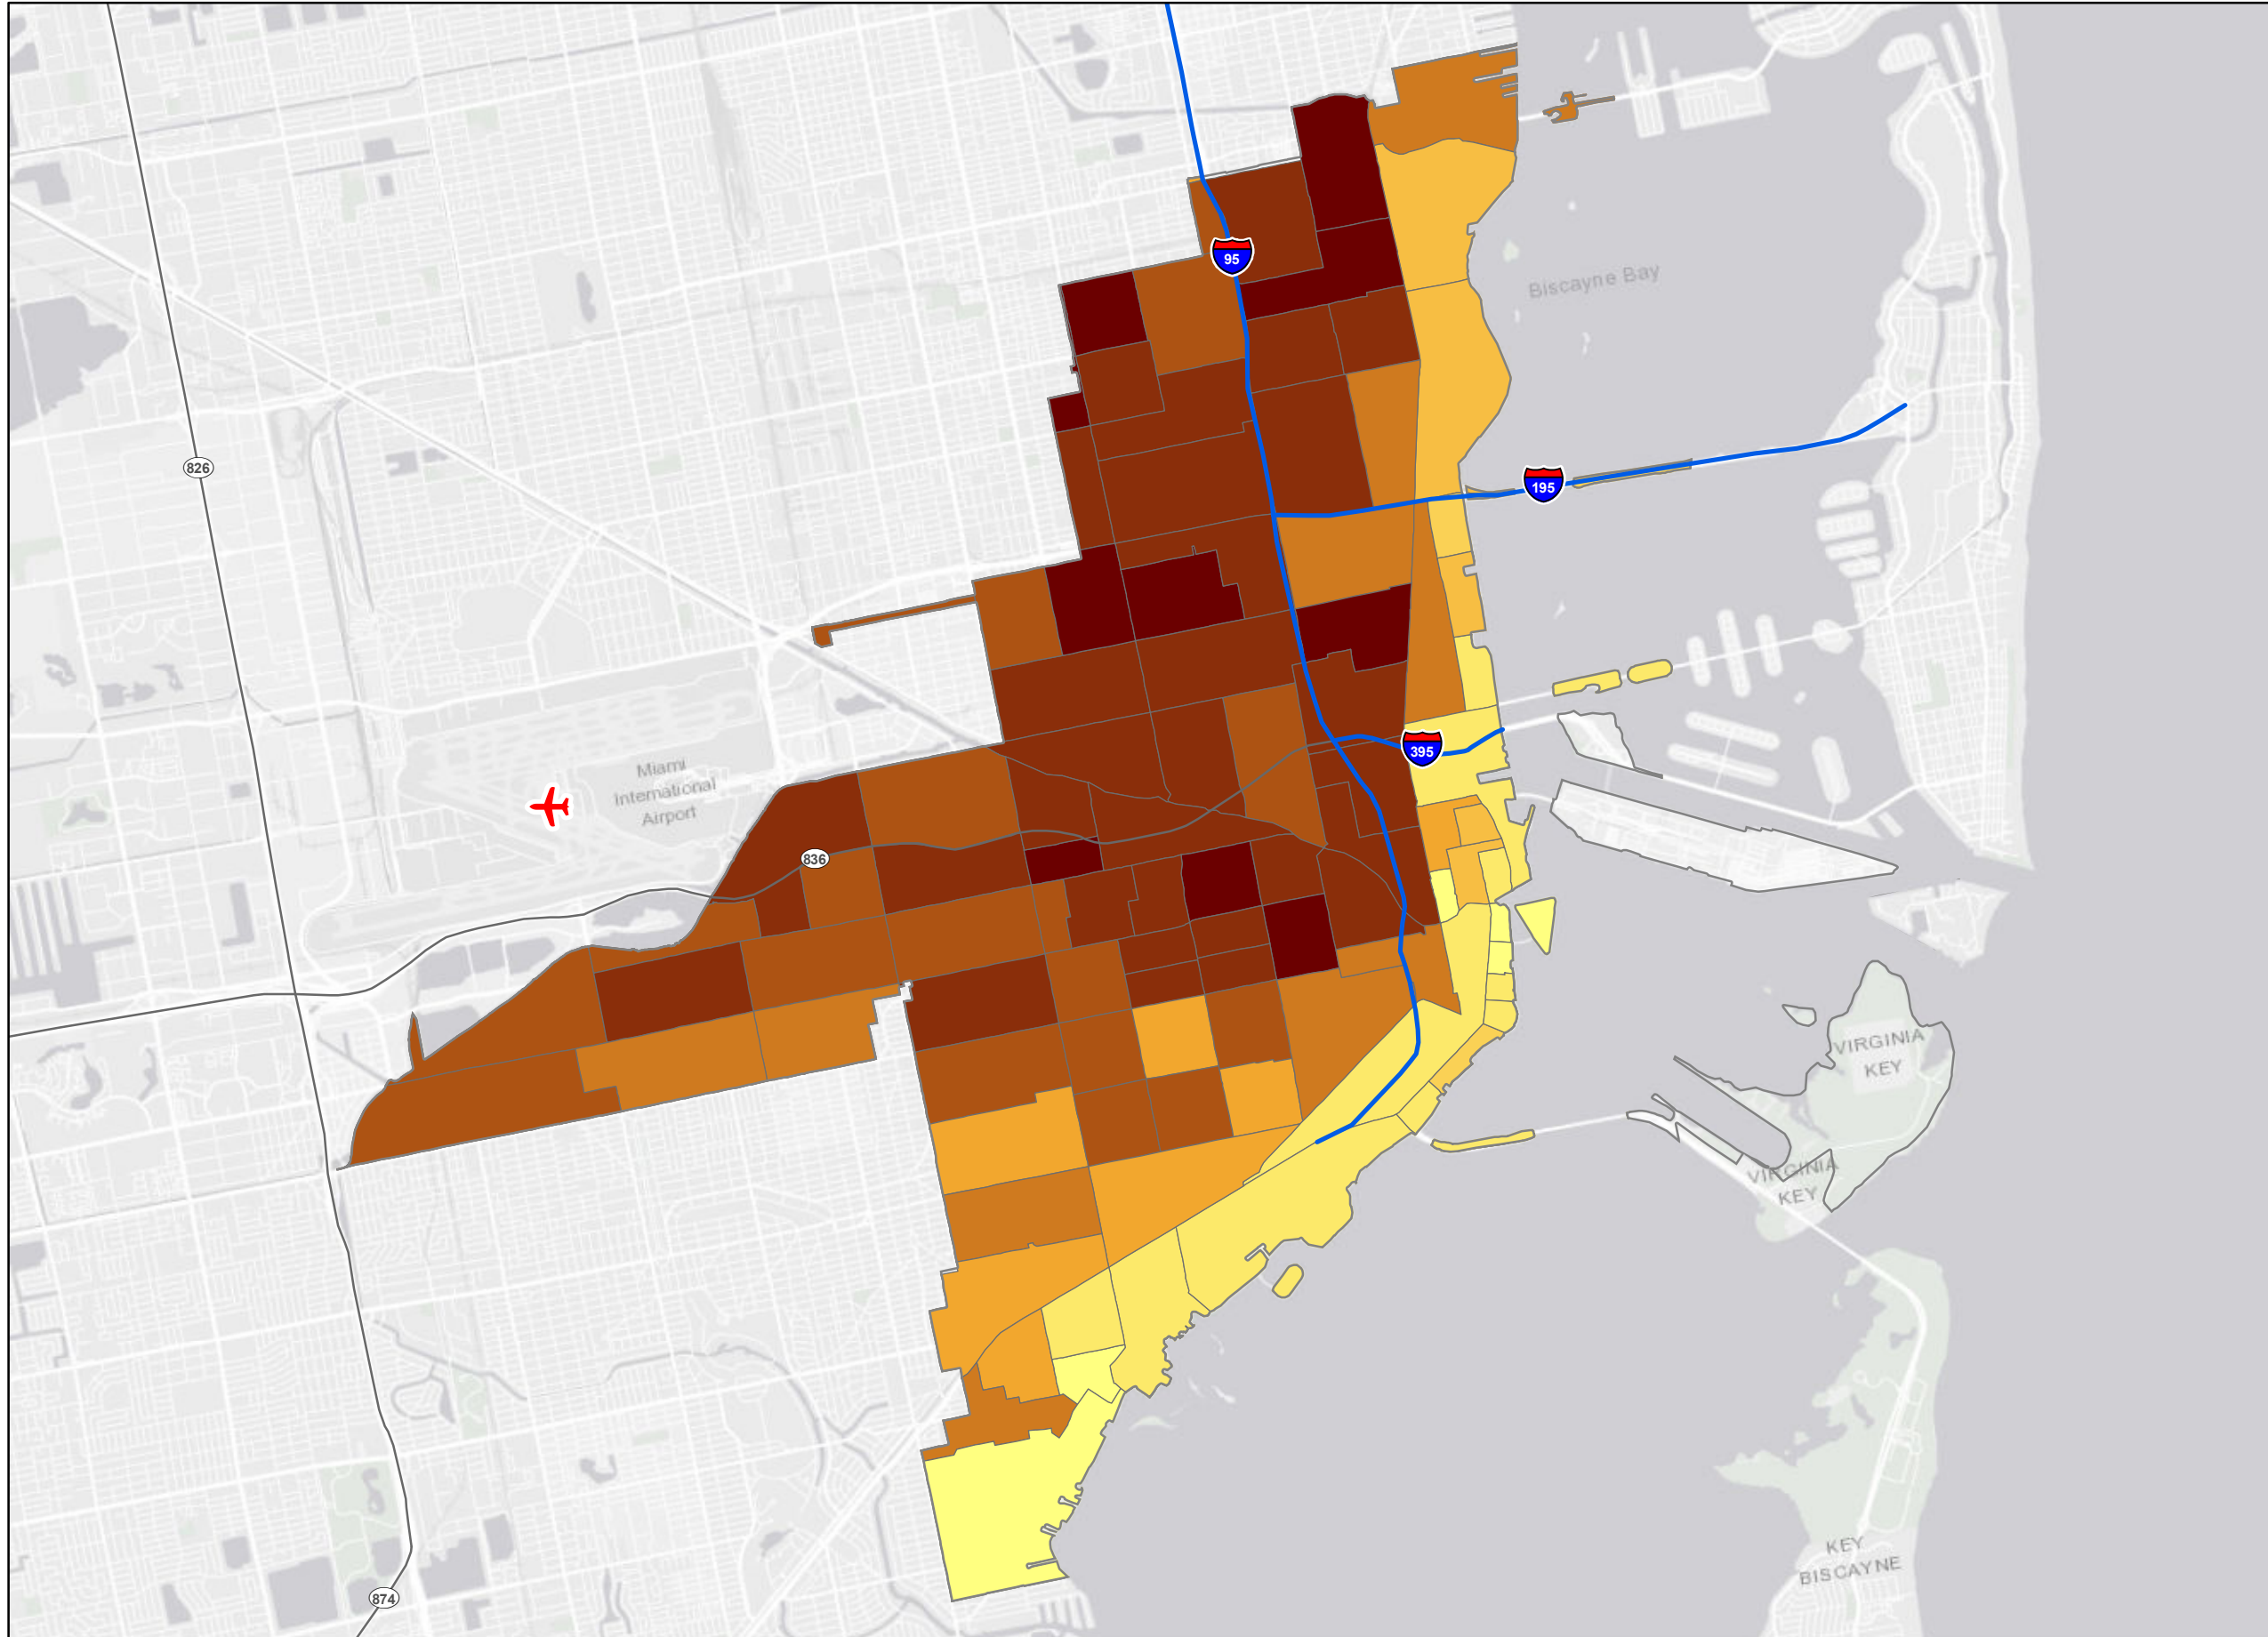 95
Biscayne Bay
826
195
395
Miami
International
Airport
836
VIRGINIA
KEY
VIRGINIA
KEY
KEY
BISCAYNE
874